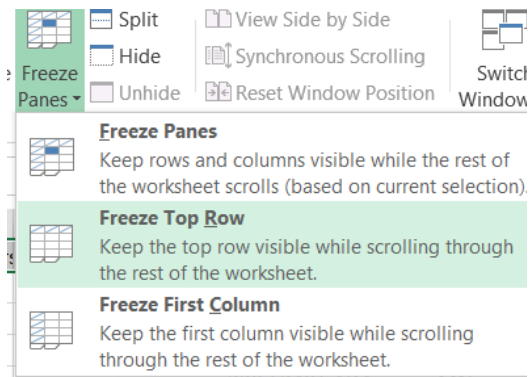 Split
Hide
Unhide
Freeze
Panes
View Side by Side
Synchronous Scrolling
Reset Window Position
Switch
Window
Freeze Panes
Keep rows and columns visible while the rest of
the worksheet scrolls (based on current selection).
Freeze Top Row
Keep the top row visible while scrolling through
the rest of the worksheet.
Freeze First Column
Keep the first column visible while scrolling
through the rest of the worksheet.